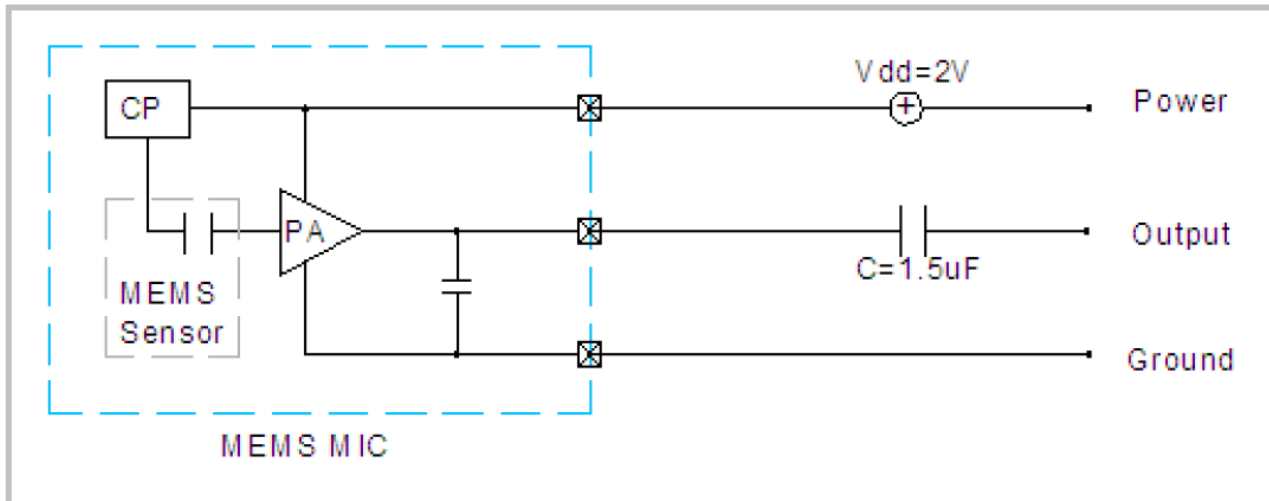 Vdd=2V
CP
Power
PA
Output
C=1.5uF
MEMS
Sensor
Ground
MEMS MIC